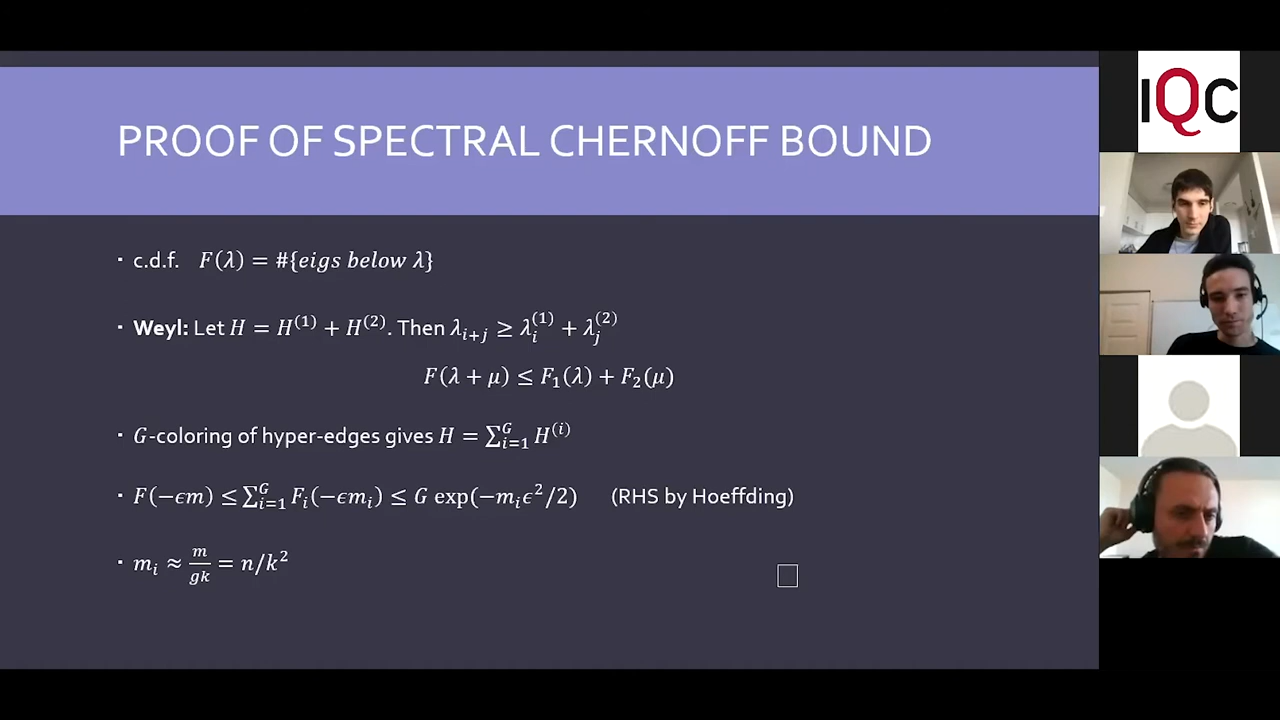 PROOF OF SPECTRAL CHERNOFF BOUND
IQC
· c.d.f. F(λ) = #{eigs below λ}
· Weyl: Let H = H^(1) + H^(2). Then λ_{i+j} ≥ λ_i^(1) + λ_j^(2)
F(λ + μ) ≤ F_1(λ) + F_2(μ)
· G-coloring of hyper-edges gives H = ∑_{i=1}^G H^(i)
· F(−ϵm) ≤ ∑_{i=1}^G F_i(−ϵm_i) ≤ G exp(−m_iϵ^2/2) (RHS by Hoeffding)
· m_i ≈ m/gk = n/k^2